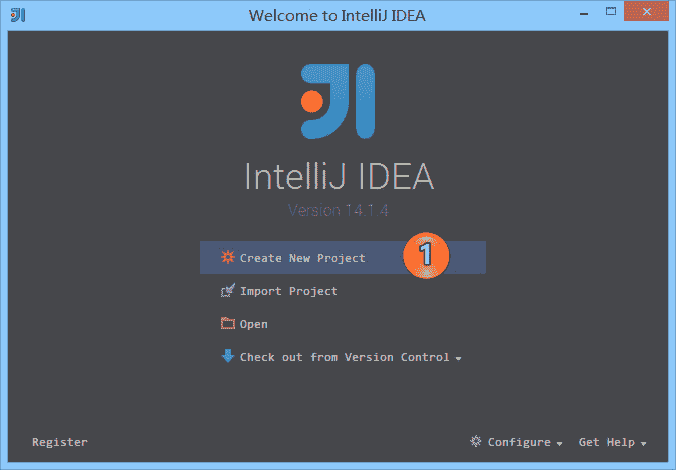 Welcome to IntelliJ IDEA
IntelliJ IDEA
Version 14.1.4
Create New Project
1
Import Project
Open
Check out from Version Control
Register
Configure
Get Help